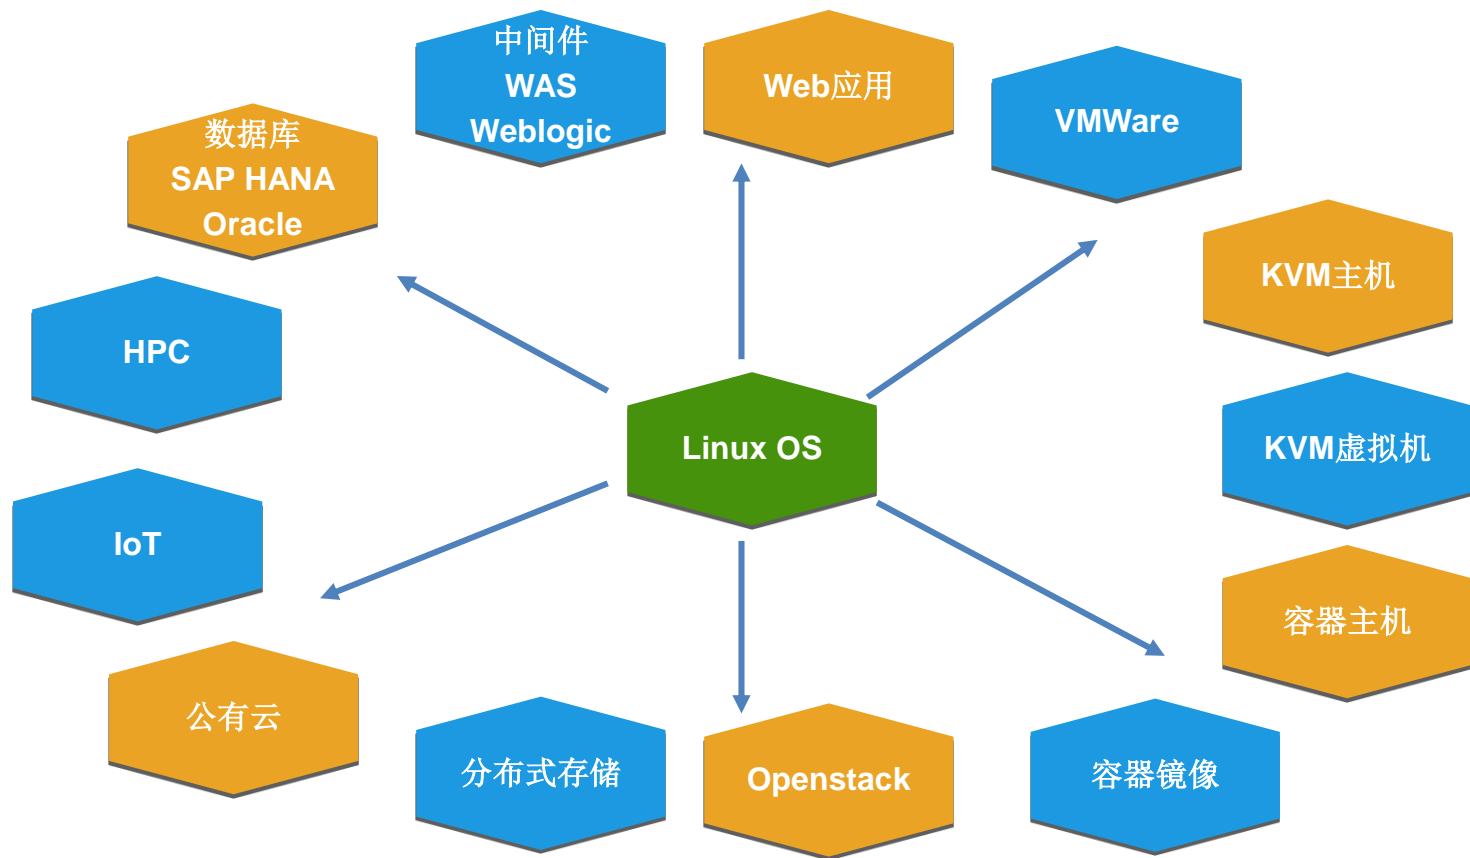 中间件
WAS
Weblogic
Web应用
VMWare
数据库
SAP HANA
Oracle
KVM主机
HPC
Linux OS
KVM虚拟机
IoT
容器主机
公有云
分布式存储
Openstack
容器镜像